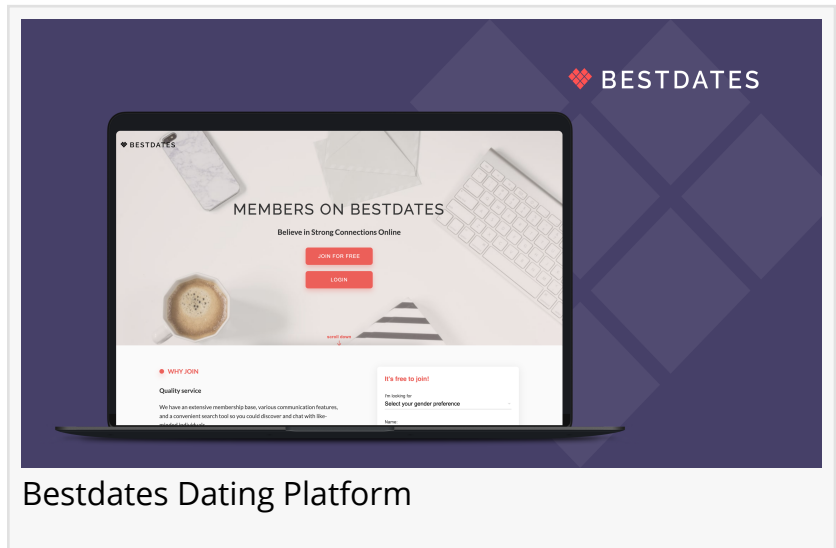 BESTDATES
BESTDATES
MEMBERS ON BESTDATES
Believe in Strong Connections Online
JOIN FOR FREE
LOGIN
scroll down
WHY JOIN
Quality service
We have an extensive membership base, various communication features,
and a convenient search tool so you could discover and chat with like-
minded individuals
It's free to join!
I'm looking for
Select your gender preference
Name:
Bestdates Dating Platform